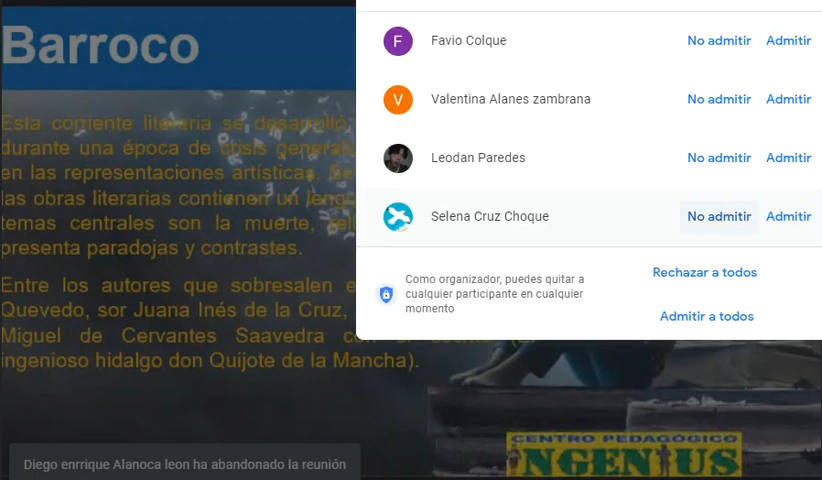 Barroco
Esta corriente literaria se desarrolló
durante una época de crisis general
en las representaciones artísticas.
las obras literarias contienen un
temas centrales son la muerte,
presenta paradojas y contrastes.
Entre los autores que sobresalen
Quevedo, sor Juana Inés de la Cruz,
Miguel de Cervantes Saavedra con
ingenioso hidalgo don Quijote de la Mancha).
Favio Colque No admitir Admitir
Valentina Alanes zambrana No admitir Admitir
Leodan Paredes No admitir Admitir
Selena Cruz Choque No admitir Admitir
Como organizador, puedes quitar a
cualquier participante en cualquier
momento
Rechazar a todos
Admitir a todos
Diego enrrique Alanoca leon ha abandonado la reunión
CENTRO PEDAGÓGICO
INGENIUS